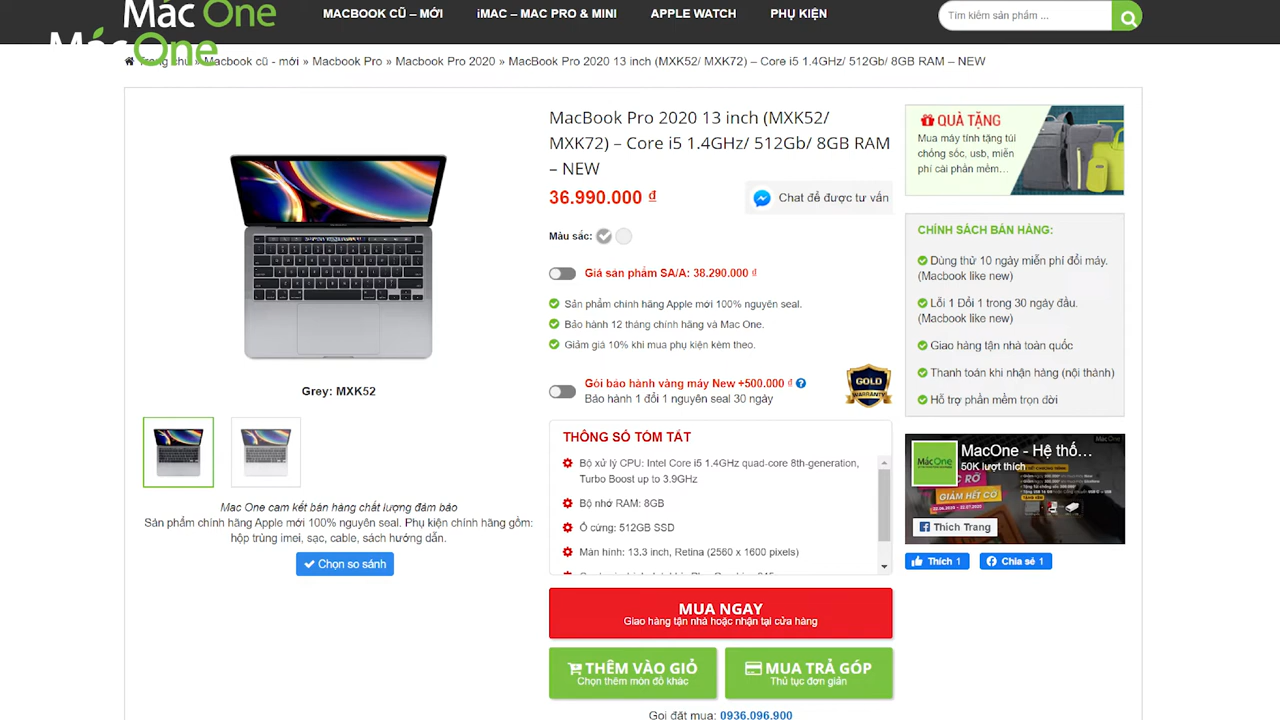 Mac One
MACBOOK CŨ – MỚI
iMAC – MAC PRO & MINI
APPLE WATCH
PHỤ KIỆN
Tìm kiếm sản phẩm ...
Mac One
Trang chủ » Macbook cũ - mới » Macbook Pro » Macbook Pro 2020 » MacBook Pro 2020 13 inch (MXK52/ MXK72) – Core i5 1.4GHz/ 512Gb/ 8GB RAM – NEW
Grey: MXK52
Mac One cam kết bán hàng chất lượng đảm bảo
Sản phẩm chính hãng Apple mới 100% nguyên seal. Phụ kiện chính hãng gồm:
hộp trùng imei, sạc, cable, sách hướng dẫn.
Chọn so sánh
MacBook Pro 2020 13 inch (MXK52/
MXK72) – Core i5 1.4GHz/ 512Gb/ 8GB RAM
– NEW
36.990.000 ₫
Chat để được tư vấn
Màu sắc:
Giá sản phẩm SA/A: 38.290.000 ₫
Sản phẩm chính hãng Apple mới 100% nguyên seal.
Bảo hành 12 tháng chính hãng và Mac One.
Giảm giá 10% khi mua phụ kiện kèm theo.
Gói bảo hành vàng máy New +500.000 ₫
Bảo hành 1 đổi 1 nguyên seal 30 ngày
GOLD
WARRANTY
THÔNG SỐ TÓM TẮT
Bộ xử lý CPU: Intel Core i5 1.4GHz quad-core 8th-generation,
Turbo Boost up to 3.9GHz
Bộ nhớ RAM: 8GB
Ổ cứng: 512GB SSD
Màn hình: 13.3 inch, Retina (2560 x 1600 pixels)
MUA NGAY
Giao hàng tận nhà hoặc nhận tại cửa hàng
THÊM VÀO GIỎ
Chọn thêm món đồ khác
MUA TRẢ GÓP
Thủ tục đơn giản
Gọi đặt mua: 0936.096.900
QUÀ TẶNG
Mua máy tính tặng túi
chống sốc, usb, miễn
phí cài phần mềm…
CHÍNH SÁCH BÁN HÀNG:
Dùng thử 10 ngày miễn phí đổi máy.
(Macbook like new)
Lỗi 1 Đổi 1 trong 30 ngày đầu.
(Macbook like new)
Giao hàng tận nhà toàn quốc
Thanh toán khi nhận hàng (nội thành)
Hỗ trợ phần mềm trọn đời
MacOne
MacOne
MacOne - Hệ thố...
50K lượt thích
GIẢM HẾT CỠ
Thích Trang
Thích 1
Chia sẻ 1